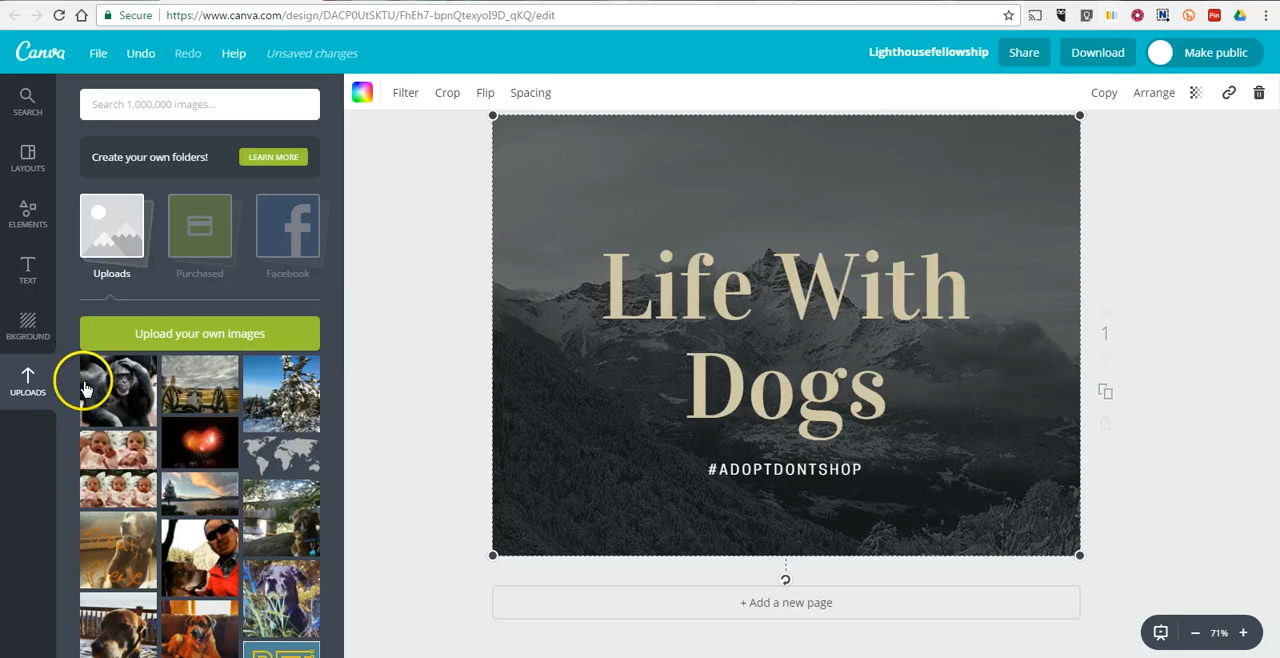 Secure
https://www.canva.com/design/DACP0UtSKTU/FhEh7-bpnQtexyoI9D_qKQ/edit
Canva
File
Undo
Redo
Help
Unsaved changes
Lighthousefellowship
Share
Download
Make public
SEARCH
LAYOUTS
ELEMENTS
TEXT
BKGROUND
UPLOADS
Search 1,000,000 images...
Create your own folders!
LEARN MORE
Uploads
Purchased
Facebook
Upload your own images
Filter
Crop
Flip
Spacing
Copy
Arrange
Life With
Dogs
#ADOPTDONTSHOP
1
+ Add a new page
71%